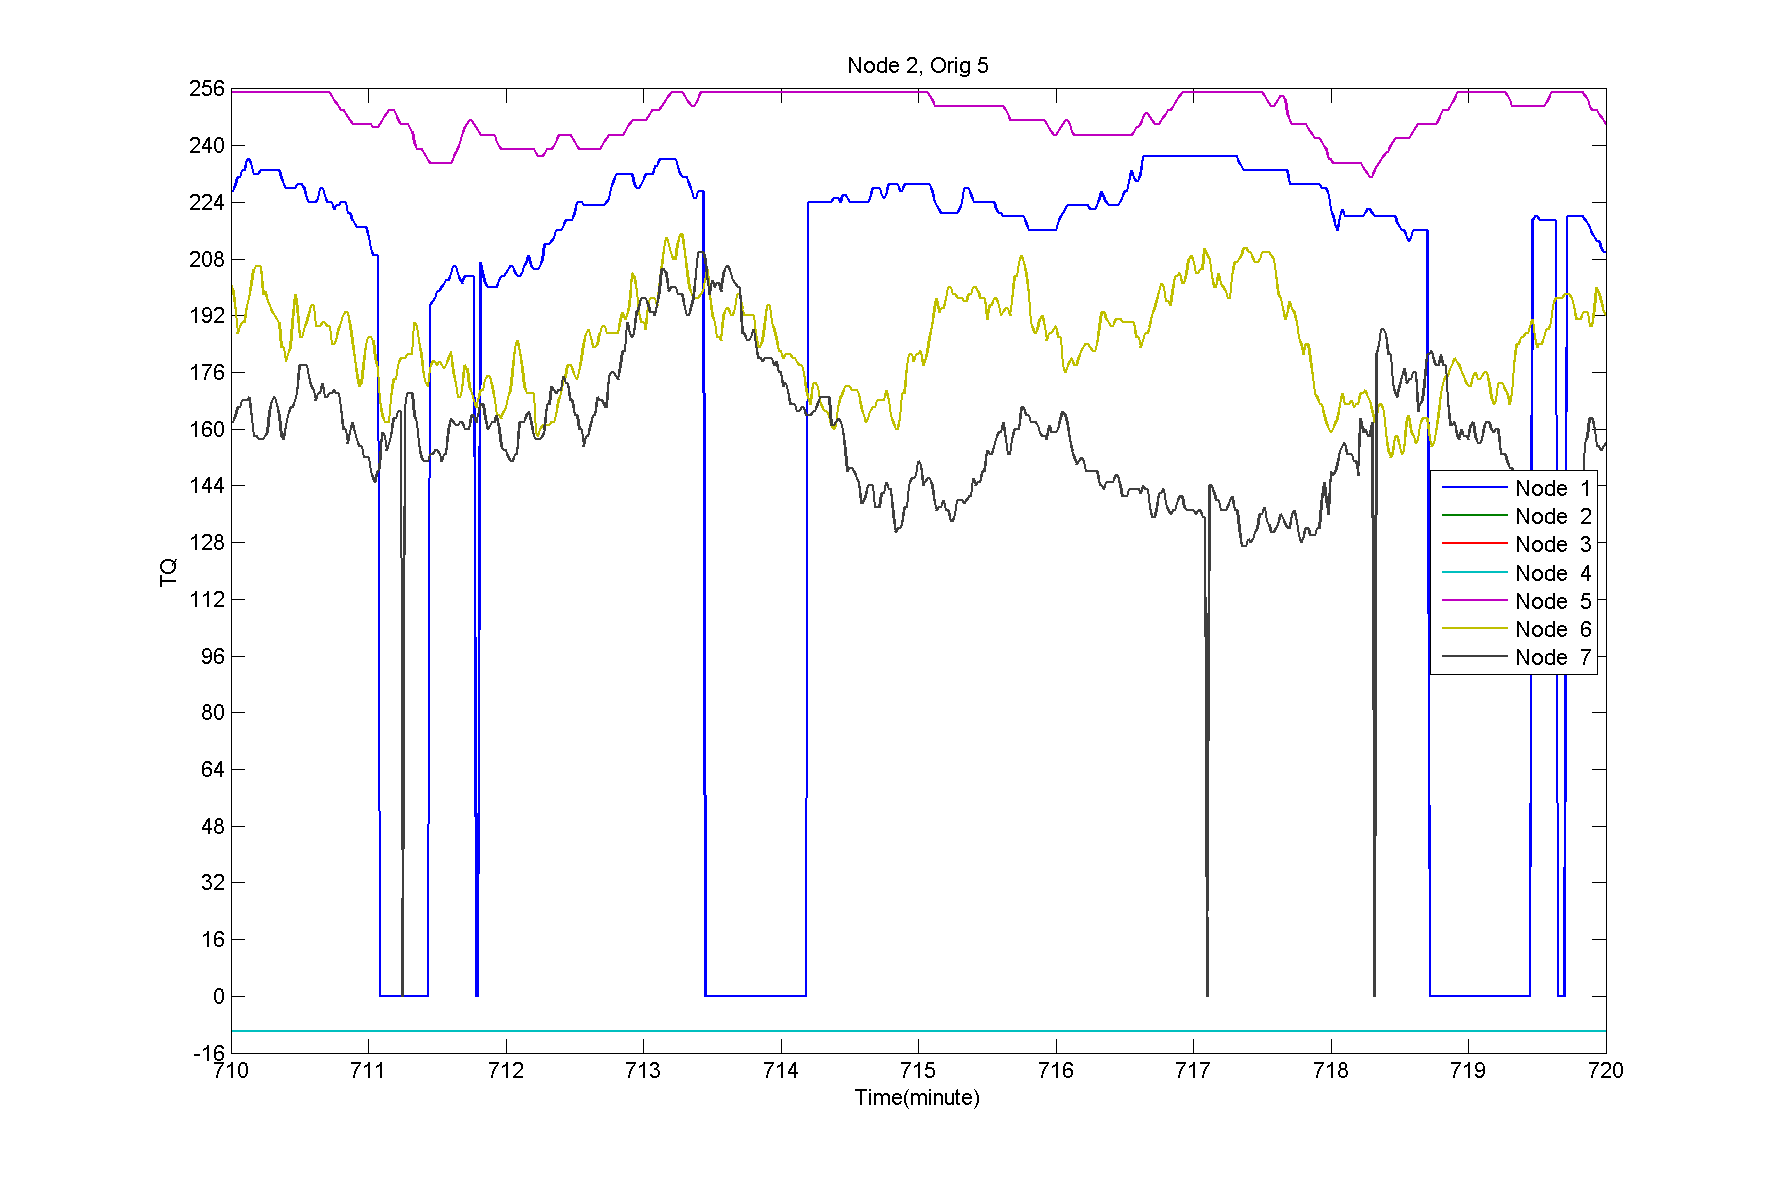 Node 2, Orig 5
256
240
224
208
192
176
160
144
128
112
96
80
64
48
32
16
0
-16
TQ
Node 1
Node 2
Node 3
Node 4
Node 5
Node 6
Node 7
710 711 712 713 714 715 716 717 718 719 720
Time(minute)